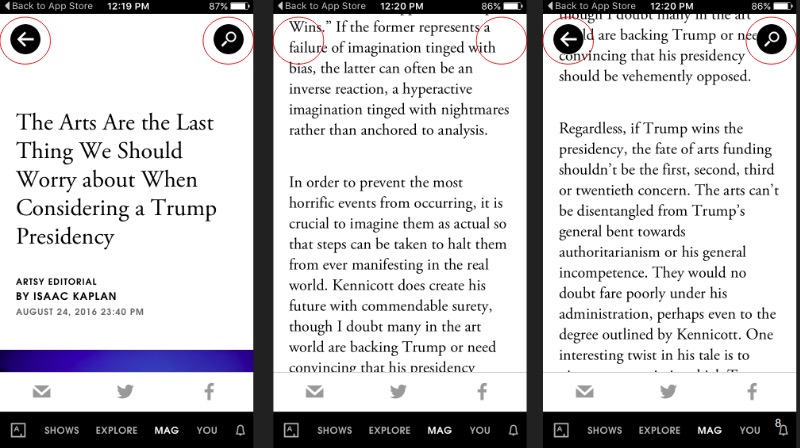 Back to App Store 12:19 PM 87%
The Arts Are the Last
Thing We Should
Worry about When
Considering a Trump
Presidency
ARTSY EDITORIAL
BY ISAAC KAPLAN
AUGUST 24, 2016 23:40 PM
A. SHOWS EXPLORE MAG YOU
Back to App Store 12:20 PM 86%
Wins.” If the former represents a
failure of imagination tinged with
bias, the latter can often be an
inverse reaction, a hyperactive
imagination tinged with nightmares
rather than anchored to analysis.
In order to prevent the most
horrific events from occurring, it is
crucial to imagine them as actual so
that steps can be taken to halt them
from ever manifesting in the real
world. Kennicott does create his
future with commendable surety,
though I doubt many in the art
world are backing Trump or need
convincing that his presidency
A. SHOWS EXPLORE MAG YOU
Back to App Store 12:20 PM 86%
though I doubt many in the art
world are backing Trump or need
convincing that his presidency
should be vehemently opposed.
Regardless, if Trump wins the
presidency, the fate of arts funding
shouldn’t be the first, second, third
or twentieth concern. The arts can’t
be disentangled from Trump’s
general bent towards
authoritarianism or his general
incompetence. They would no
doubt fare poorly under his
administration, perhaps even to the
degree outlined by Kennicott. One
interesting twist in his tale is to
A. SHOWS EXPLORE MAG YOU
8